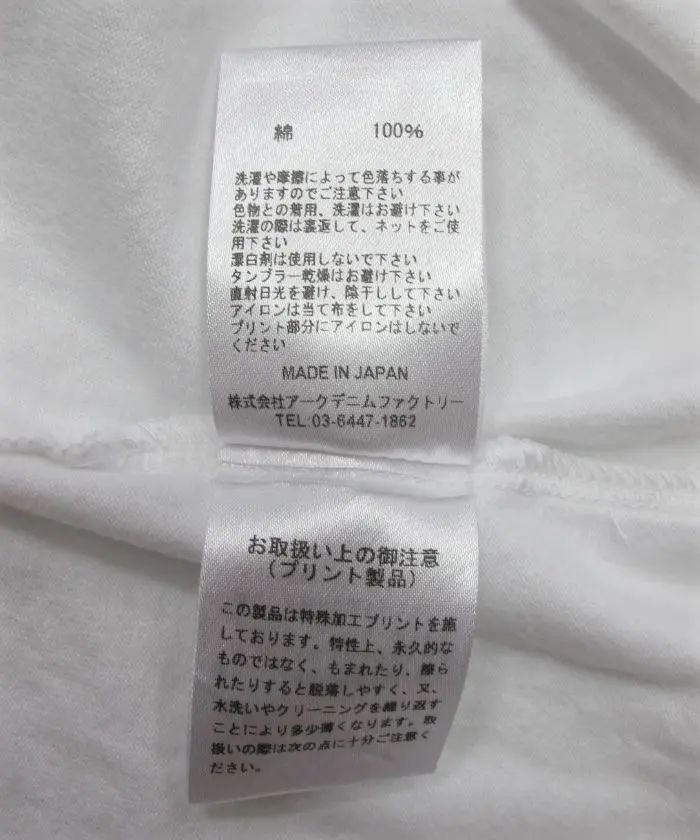 綿 100%
洗濯や摩擦によって色落ちする事が
ありますのでご注意下さい
色物との着用、洗濯はお避け下さい
洗濯の際は裏返して、ネットをご使
用下さい
漂白剤は使用しないで下さい
タンブラー乾燥はお避け下さい
直射日光を避け、陰干しして下さい
アイロンは当て布をして下さい
プリント部分にアイロンはしないで
ください
MADE IN JAPAN
株式会社アークデニムファクトリー
TEL:03-6447-1862
お取扱い上の御注意
(プリント製品)
この製品は特殊加工プリントを施
しております。特性上、永久的な
ものではなく、もまれたり、擦ら
れたりすると脱落しやすく、又、
水洗いやクリーニングを繰り返す
ことにより多少薄くなります。取
扱いの際は次の点に十分ご注意く
ださい。